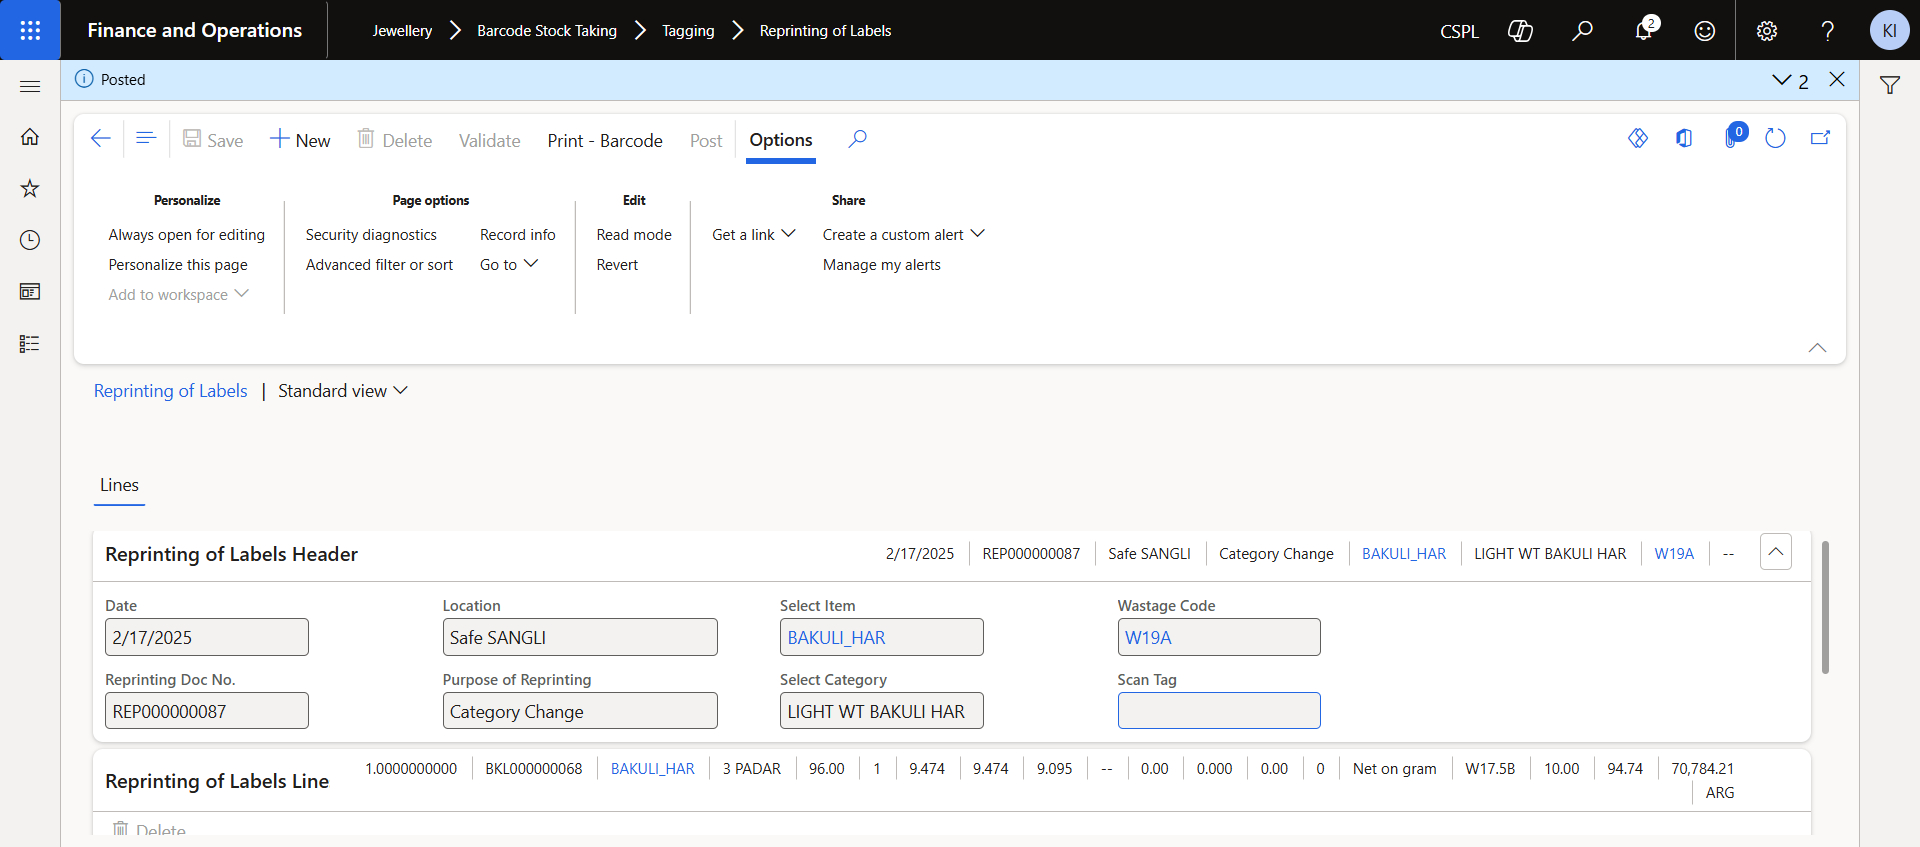 Finance and Operations Jewellery Barcode Stock Taking Tagging Reprinting of Labels CSPL 2 ? KI
Posted 2
Save New Delete Validate Print - Barcode Post Options 0
Personalize Page options Edit Share
Always open for editing Security diagnostics Record info Read mode Get a link Create a custom alert
Personalize this page Advanced filter or sort Go to Revert Manage my alerts
Add to workspace
Reprinting of Labels | Standard view
Lines
Reprinting of Labels Header 2/17/2025 REP000000087 Safe SANGLI Category Change BAKULI_HAR LIGHT WT BAKULI HAR W19A --
Date Location Select Item Wastage Code
2/17/2025 Safe SANGLI BAKULI_HAR W19A
Reprinting Doc No. Purpose of Reprinting Select Category Scan Tag
REP000000087 Category Change LIGHT WT BAKULI HAR
Reprinting of Labels Line 1.0000000000 BKL000000068 BAKULI_HAR 3 PADAR 96.00 1 9.474 9.474 9.095 -- 0.00 0.000 0.00 0 Net on gram W17.5B 10.00 94.74 70,784.21
ARG
Delete